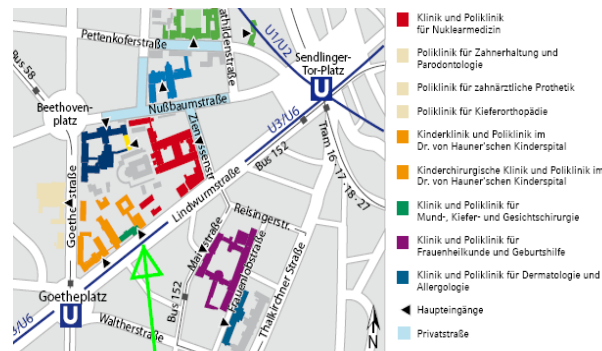 Pettenkoferstraße
Mathildenstraße
U1/U2
Sendlinger-
Tor-Platz
U
Bus 58
Beethoven-
platz
Nußbaumstraße
Ziemssenstr.
U3/U6
Bus 152
Tram 16 · 17 · 18 · 27
Lindwurmstraße
Goethestraße
Reisingerstr.
Maistraße
Frauenlobstraße
Thalkirchner Straße
Bus 152
Goetheplatz
U
U3/U6
Waltherstraße
N
Klinik und Poliklinik
für Nuklearmedizin
Poliklinik für Zahnerhaltung und
Parodontologie
Poliklinik für zahnärztliche Prothetik
Poliklinik für Kieferorthopädie
Kinderklinik und Poliklinik im
Dr. von Hauner'schen Kinderspital
Kinderchirurgische Klinik und Poliklinik im
Dr. von Hauner'schen Kinderspital
Klinik und Poliklinik für
Mund-, Kiefer- und Gesichtschirurgie
Klinik und Poliklinik für
Frauenheilkunde und Geburtshilfe
Klinik und Poliklinik für Dermatologie und
Allergologie
Haupteingänge
Privatstraße